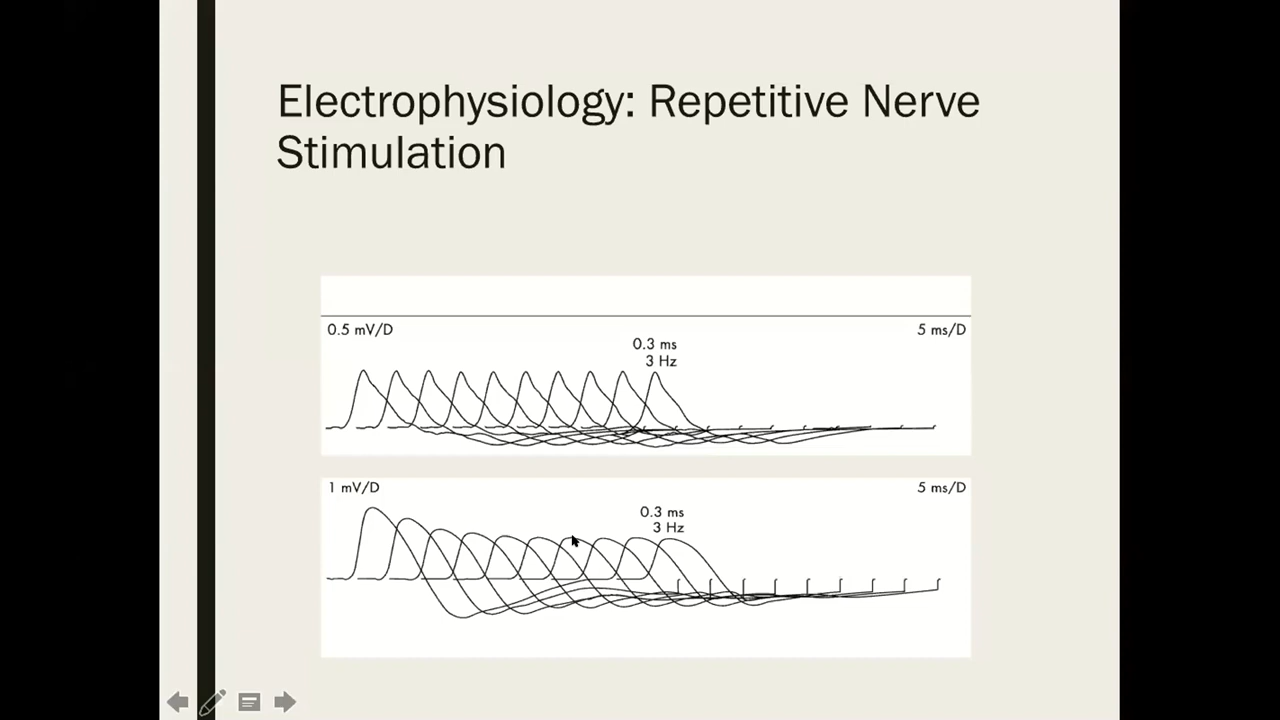 Electrophysiology: Repetitive Nerve
Stimulation
0.5 mV/D
5 ms/D
0.3 ms
3 Hz
1 mV/D
5 ms/D
0.3 ms
3 Hz